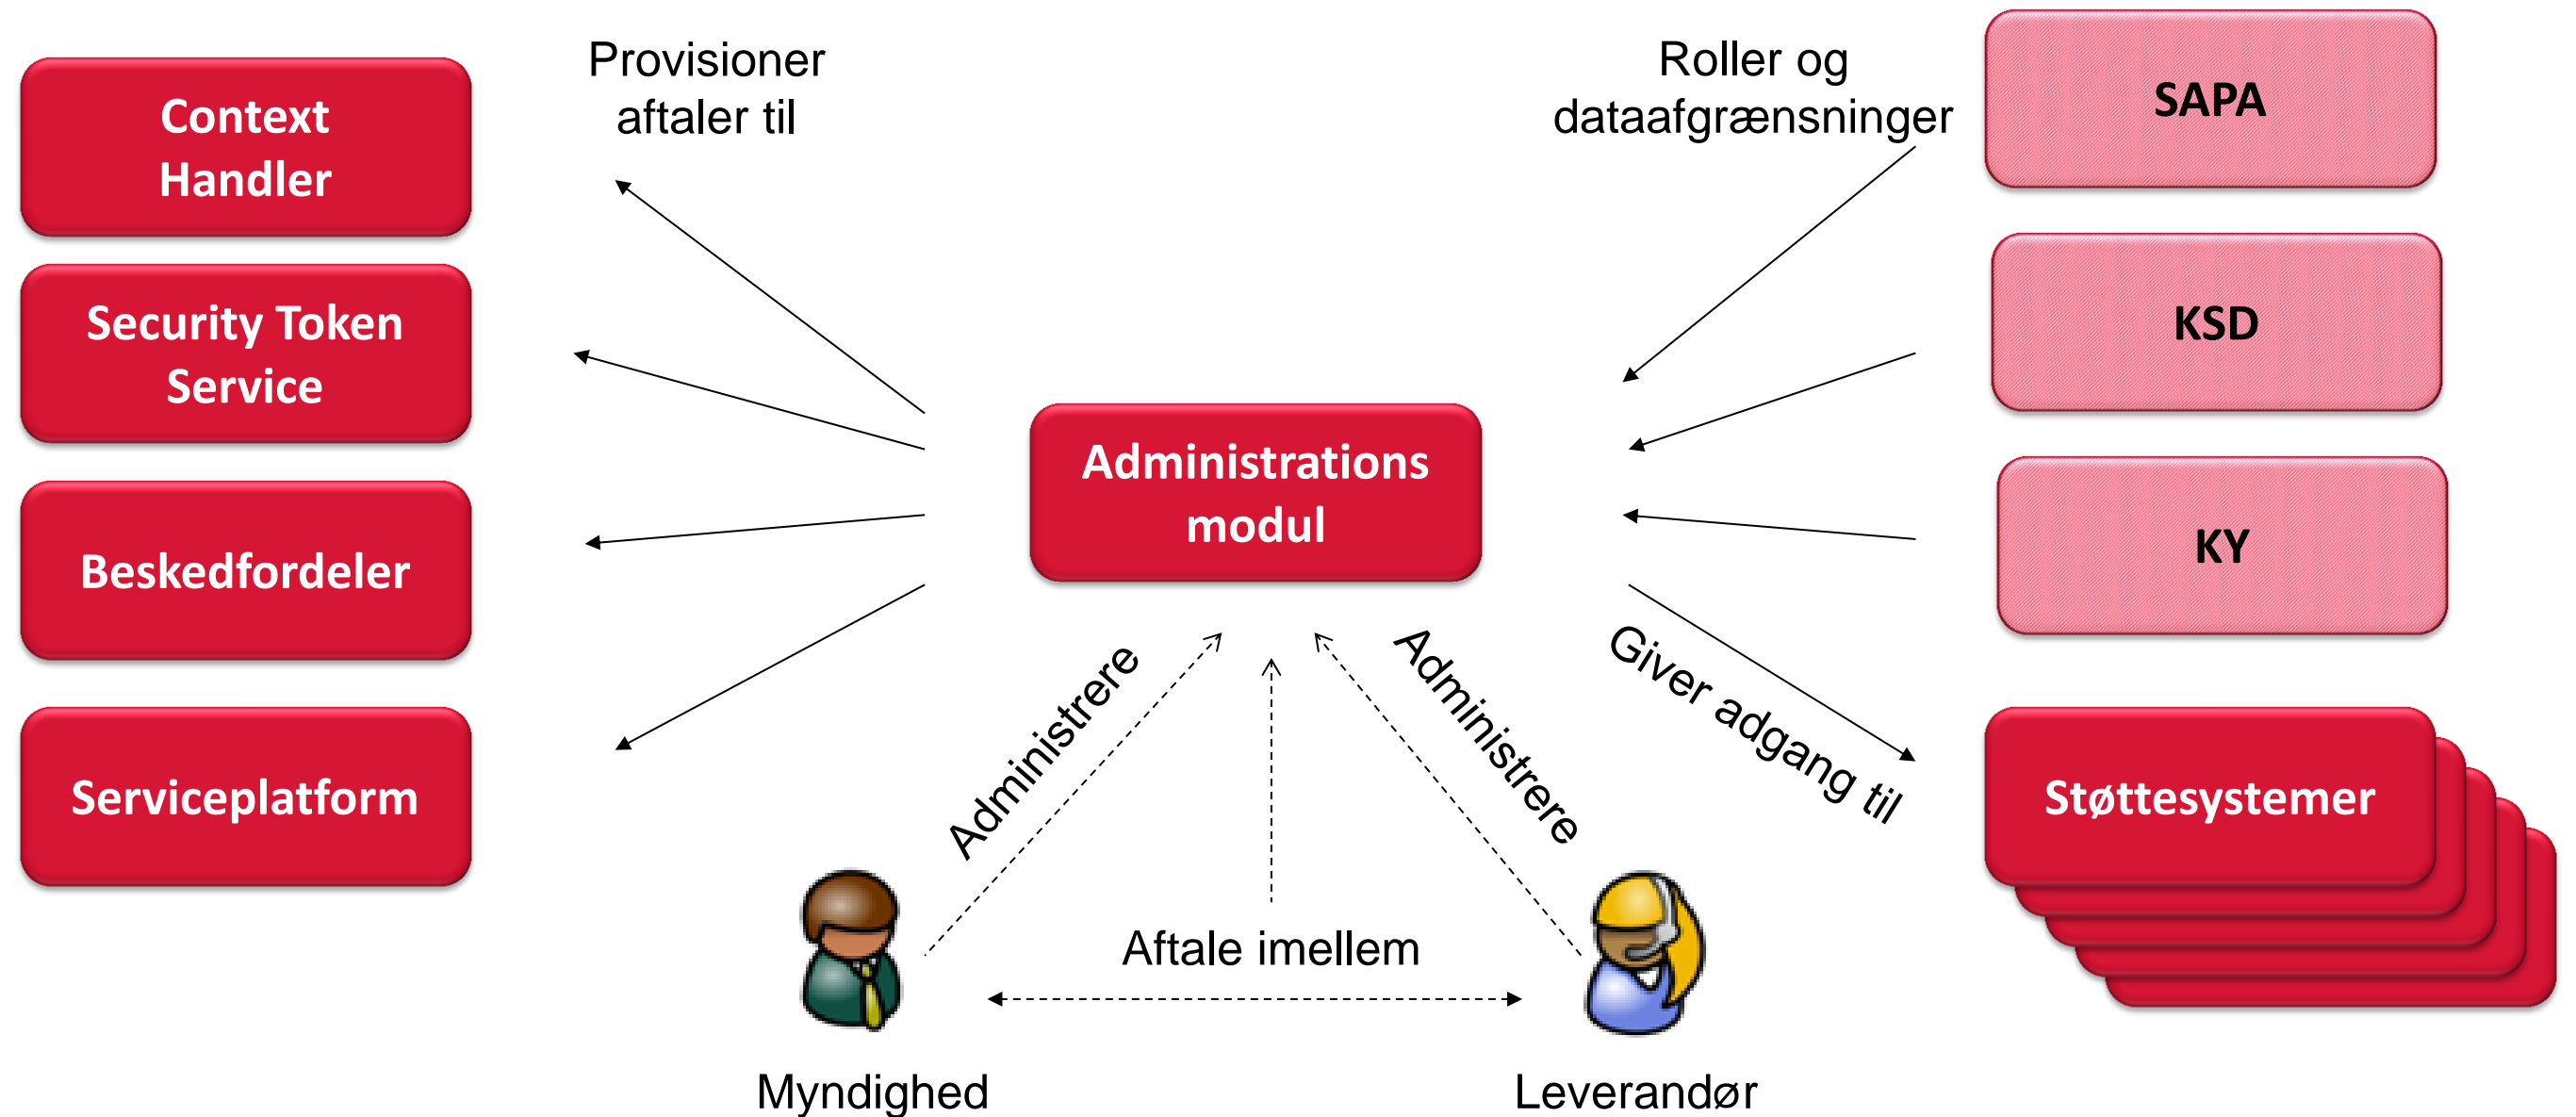 Context
Handler
Security Token
Service
Beskedfordeler
Serviceplatform
Provisioner
aftaler til
Administrations
modul
Roller og
dataafgrænsninger
SAPA
KSD
KY
Støttesystemer
Administrere
Administrere
Giver adgang til
Aftale imellem
Myndighed
Leverandør